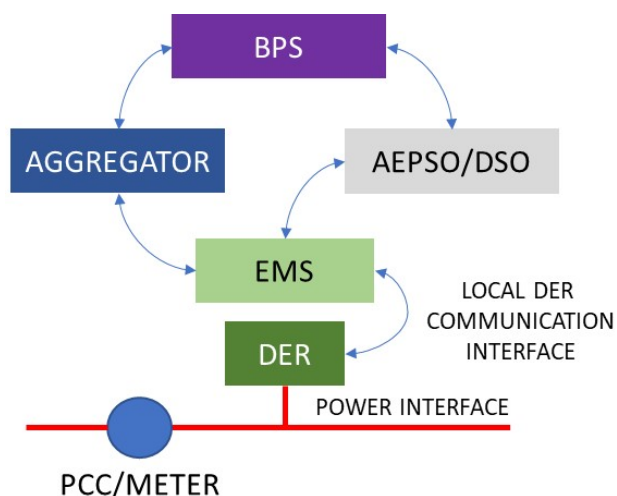 BPS
AGGREGATOR
AEPSO/DSO
EMS
LOCAL DER
COMMUNICATION
INTERFACE
DER
POWER INTERFACE
PCC/METER